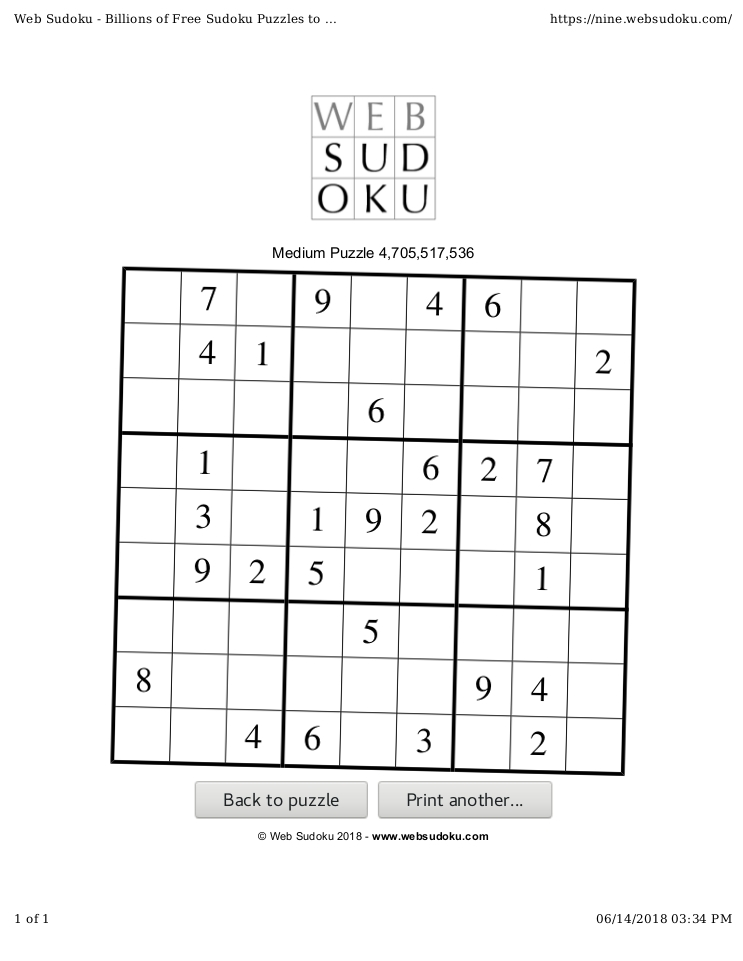 Web Sudoku - Billions of Free Sudoku Puzzles to ... https://nine.websudoku.com/
WEB
SUD
OKU
Medium Puzzle 4,705,517,536
7 9 4 6
4 1 2
6
1 6 2 7
3 1 9 2 8
9 2 5 1
5
8 9 4
4 6 3 2
Back to puzzle Print another...
© Web Sudoku 2018 - www.websudoku.com
1 of 1 06/14/2018 03:34 PM